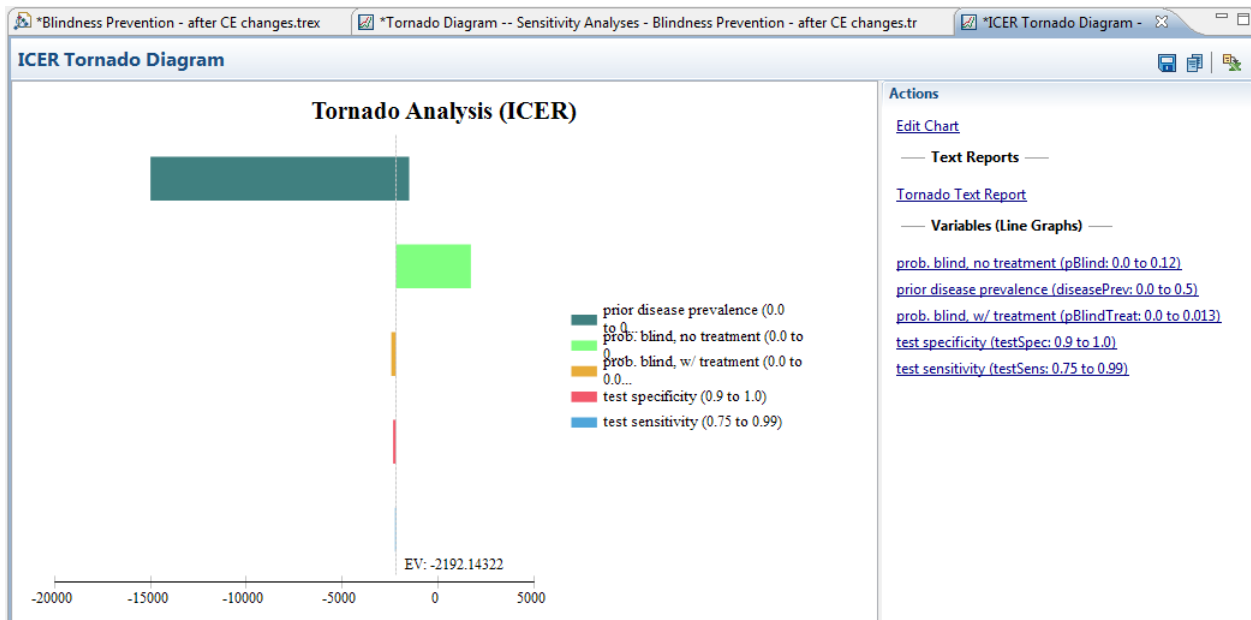 *Blindness Prevention - after CE changes.trex
*Tornado Diagram -- Sensitivity Analyses - Blindness Prevention - after CE changes.tr
*ICER Tornado Diagram -
ICER Tornado Diagram
Tornado Analysis (ICER)
prior disease prevalence (0.0
to 0...
prob. blind, no treatment (0.0 to
0...
prob. blind, w/ treatment (0.0 to
0.0...
test specificity (0.9 to 1.0)
test sensitivity (0.75 to 0.99)
EV: -2192.14322
-20000 -15000 -10000 -5000 0 5000
Actions
Edit Chart
Text Reports
Tornado Text Report
Variables (Line Graphs)
prob. blind, no treatment (pBlind: 0.0 to 0.12)
prior disease prevalence (diseasePrev: 0.0 to 0.5)
prob. blind, w/ treatment (pBlindTreat: 0.0 to 0.013)
test specificity (testSpec: 0.9 to 1.0)
test sensitivity (testSens: 0.75 to 0.99)